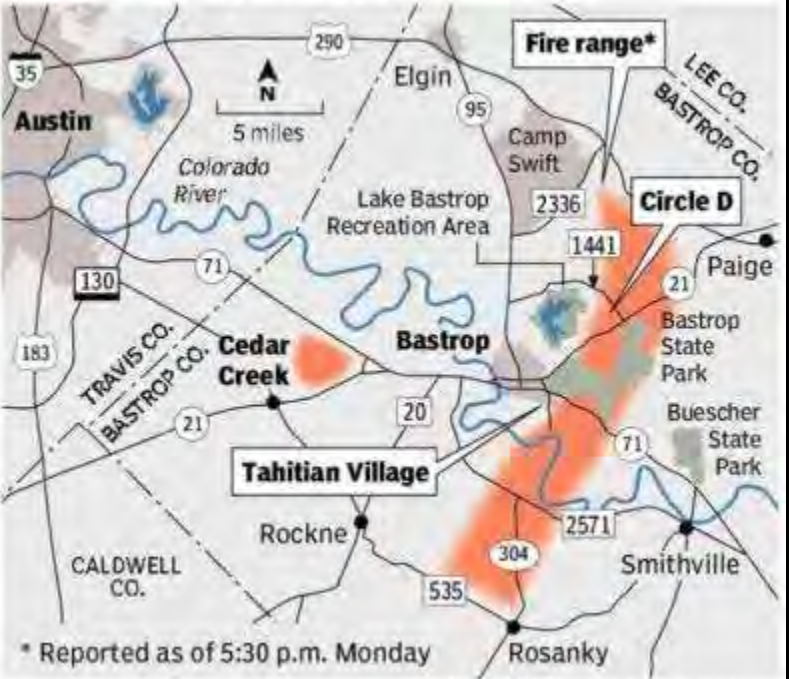 290
Fire range*
35
Elgin
LEE CO.
BASTROP CO.
N
5 miles
95
Austin
Camp
Swift
Colorado
River
Lake Bastrop
Recreation Area
2336
Circle D
1441
71
21
Paige
130
Bastrop
Bastrop
State
Park
TRAVIS CO.
BASTROP CO.
Cedar
Creek
183
21
20
Buescher
State
Park
71
Tahitian Village
2571
Rockne
304
Smithville
CALDWELL
CO.
535
* Reported as of 5:30 p.m. Monday
Rosanky